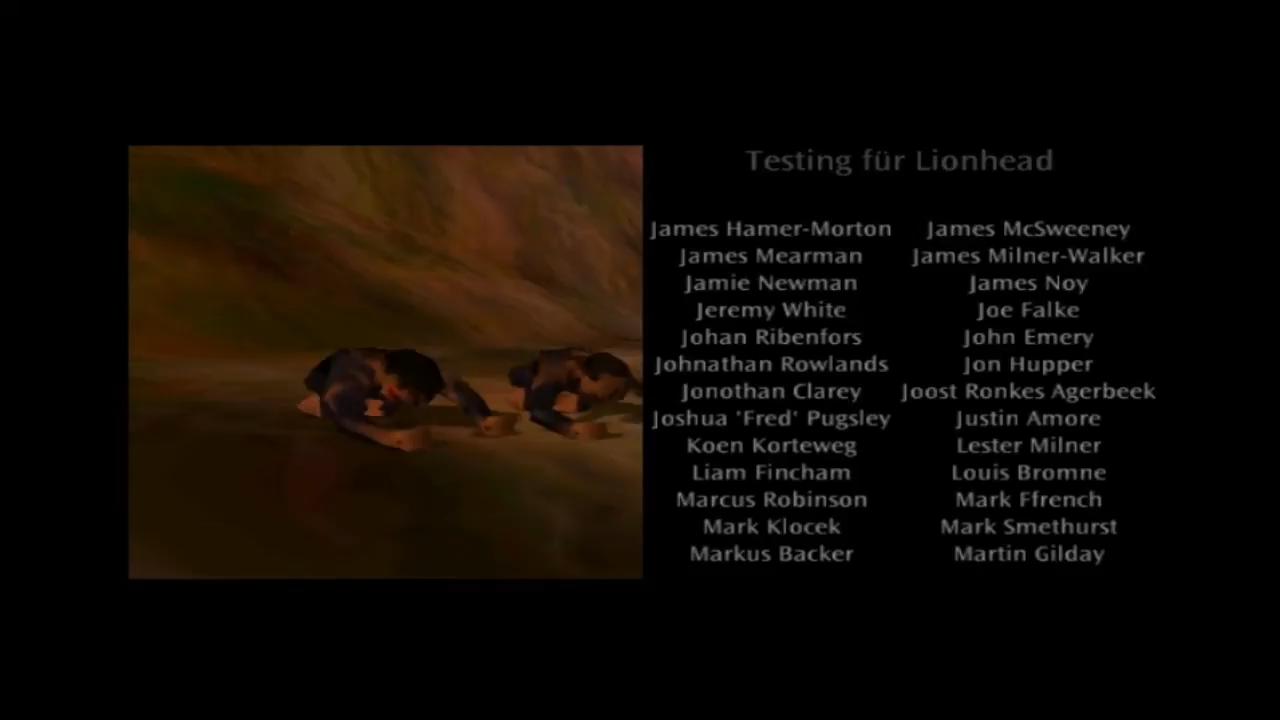 Testing für Lionhead
James Hamer-Morton James McSweeney
James Mearman James Milner-Walker
Jamie Newman James Noy
Jeremy White Joe Falke
Johan Ribenfors John Emery
Johnathan Rowlands Jon Hupper
Jonothan Clarey Joost Ronkes Agerbeek
Joshua 'Fred' Pugsley Justin Amore
Koen Korteweg Lester Milner
Liam Fincham Louis Bromne
Marcus Robinson Mark Ffrench
Mark Klocek Mark Smethurst
Markus Backer Martin Gilday